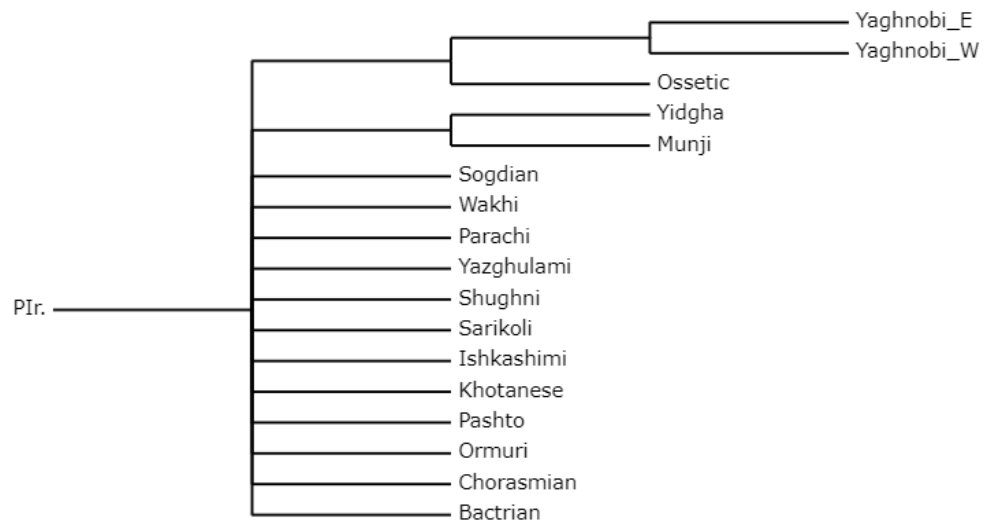 Yaghnobi_E
Yaghnobi_W
Ossetic
Yidgha
Munji
Sogdian
Wakhi
Parachi
Yazghulami
Shughni
PIr.
Sarikoli
Ishkashimi
Khotanese
Pashto
Ormuri
Chorasmian
Bactrian